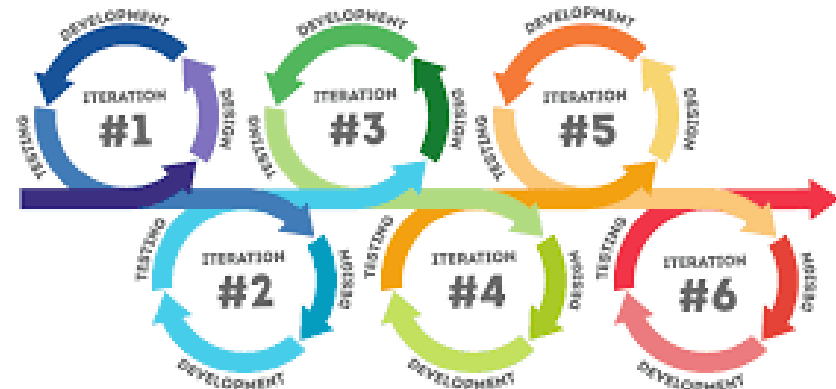 DEVELOPMENT
ITERATION
#1
DESIGN
TESTING
DEVELOPMENT
ITERATION
#3
DESIGN
TESTING
DEVELOPMENT
ITERATION
#5
DESIGN
TESTING
TESTING
ITERATION
#2
DESIGN
DEVELOPMENT
TESTING
ITERATION
#4
DESIGN
DEVELOPMENT
TESTING
ITERATION
#6
DESIGN
DEVELOPMENT